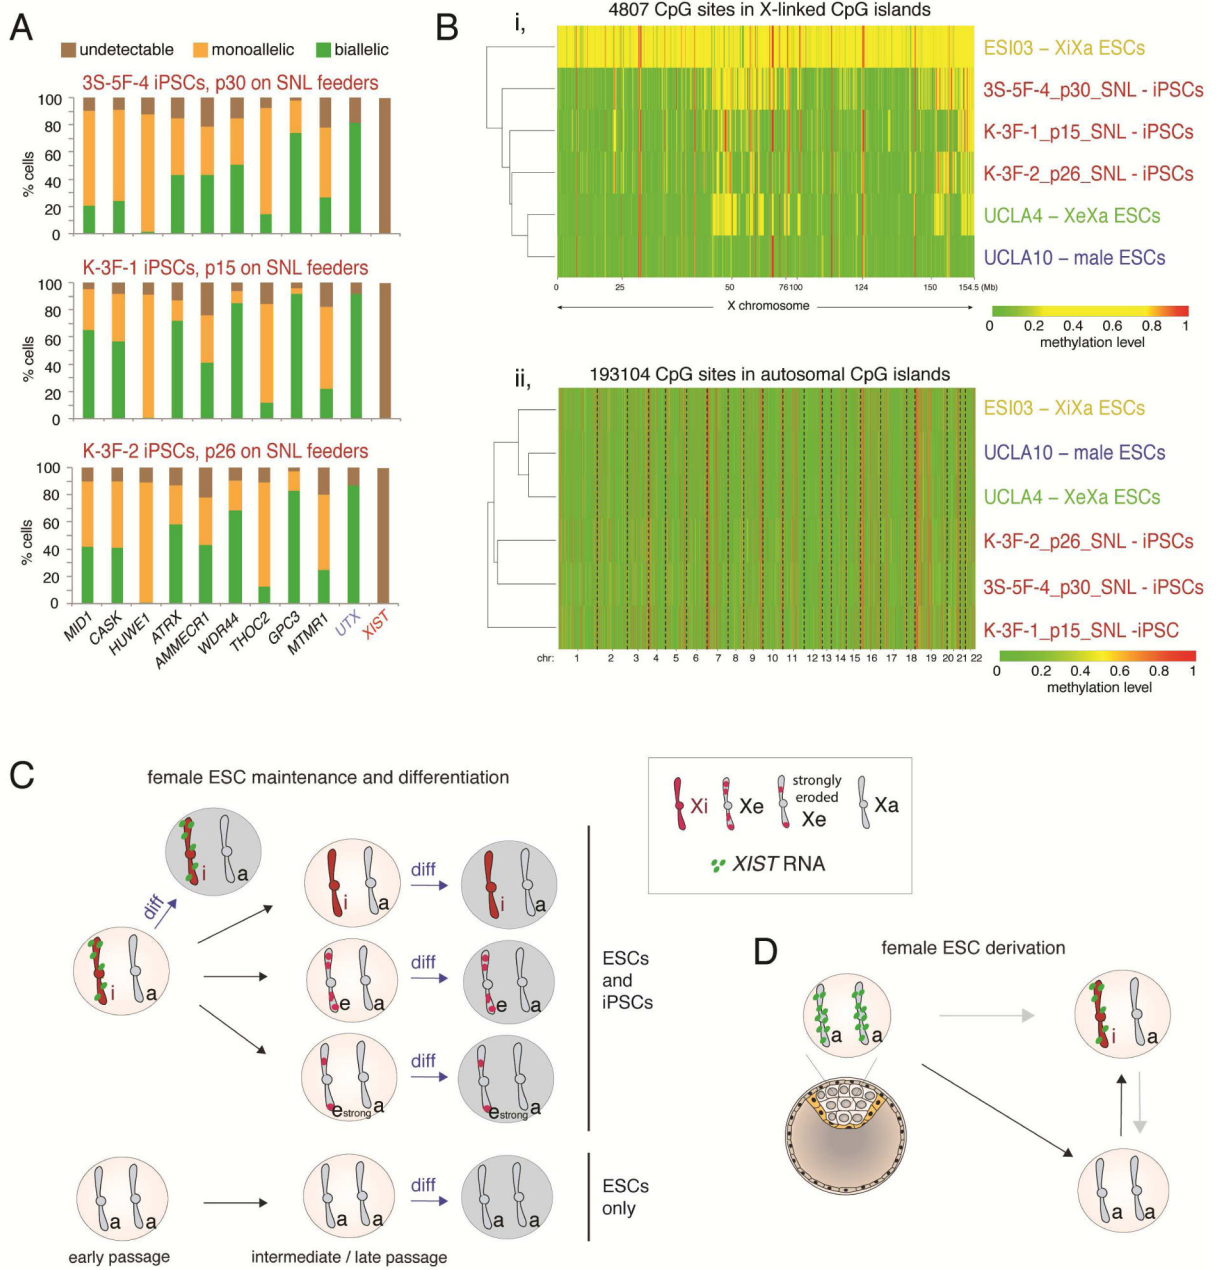 A
undetectable monoallelic biallelic
3S-5F-4 iPSCs, p30 on SNL feeders
100
80
60
40
20
0
% cells
K-3F-1 iPSCs, p15 on SNL feeders
100
80
60
40
20
0
% cells
K-3F-2 iPSCs, p26 on SNL feeders
100
80
60
40
20
0
% cells
MID1 CASK HUWE1 ATRX AMMECR1 WDR44 THOC2 GPC3 MTMR1 UTX XIST
B
4807 CpG sites in X-linked CpG islands
i,
ESI03 – XiXa ESCs
3S-5F-4_p30_SNL - iPSCs
K-3F-1_p15_SNL - iPSCs
K-3F-2_p26_SNL - iPSCs
UCLA4 – XeXa ESCs
UCLA10 – male ESCs
0 25 50 76 100 124 150 154.5 (Mb)
X chromosome
0 0.2 0.4 0.6 0.8 1
methylation level
193104 CpG sites in autosomal CpG islands
ii,
ESI03 – XiXa ESCs
UCLA10 – male ESCs
UCLA4 – XeXa ESCs
K-3F-2_p26_SNL - iPSCs
3S-5F-4_p30_SNL - iPSCs
K-3F-1_p15_SNL -iPSC
chr: 1 2 3 4 5 6 7 8 9 10 11 12 13 14 15 16 17 18 19 20 21 22
0 0.2 0.4 0.6 0.8 1
methylation level
C
female ESC maintenance and differentiation
i a
diff
i a
i a
diff
i a
e a
diff
e a
e strong a
diff
e strong a
ESCs
and
iPSCs
a a
a a
diff
a a
ESCs
only
early passage
intermediate / late passage
Xi
Xe
strongly
eroded
Xe
Xa
XIST RNA
D
female ESC derivation
a a
i a
a a